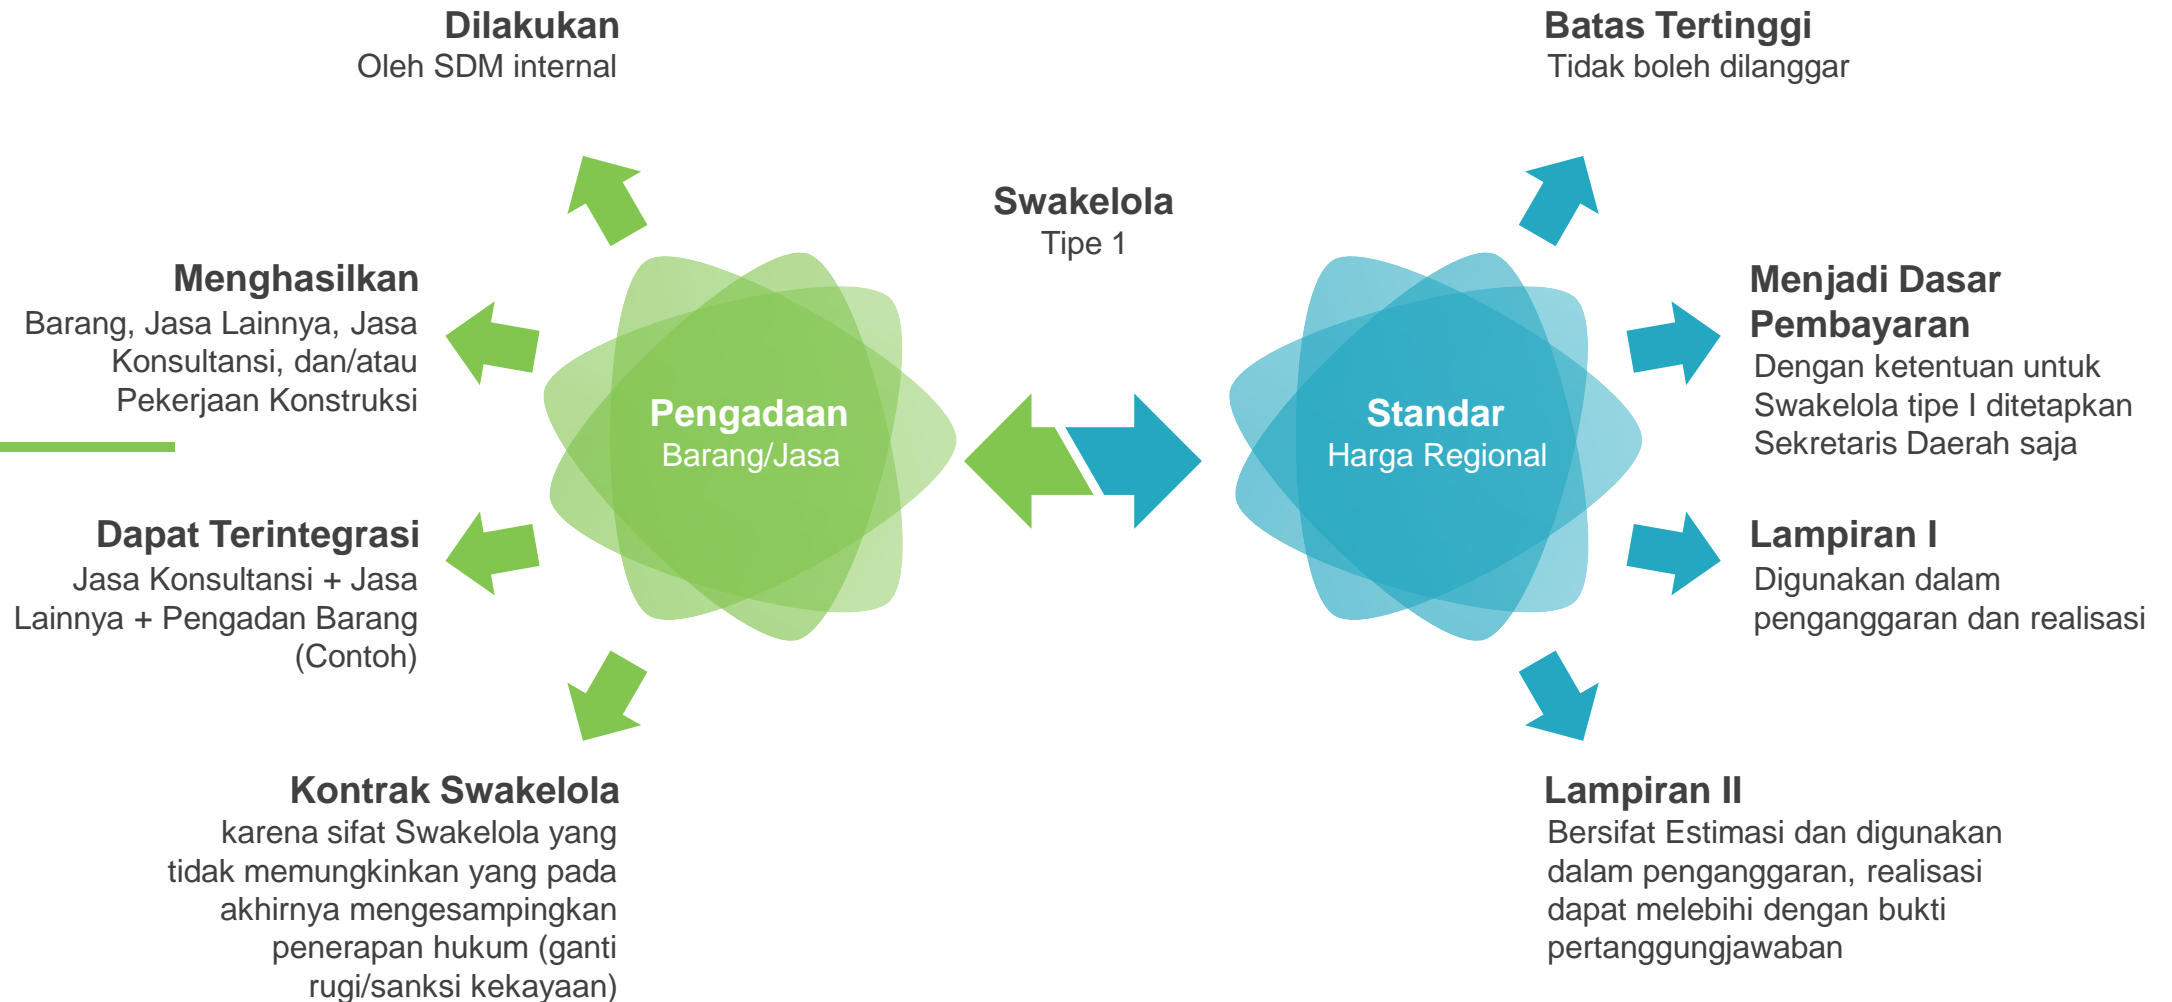 Dilakukan
Oleh SDM internal
Menghasilkan
Barang, Jasa Lainnya, Jasa
Konsultansi, dan/atau
Pekerjaan Konstruksi
Dapat Terintegrasi
Jasa Konsultansi + Jasa
Lainnya + Pengadan Barang
(Contoh)
Kontrak Swakelola
karena sifat Swakelola yang
tidak memungkinkan yang pada
akhirnya mengesampingkan
penerapan hukum (ganti
rugi/sanksi kekayaan)
Pengadaan
Barang/Jasa
Swakelola
Tipe 1
Standar
Harga Regional
Batas Tertinggi
Tidak boleh dilanggar
Menjadi Dasar
Pembayaran
Dengan ketentuan untuk
Swakelola tipe I ditetapkan
Sekretaris Daerah saja
Lampiran I
Digunakan dalam
penganggaran dan realisasi
Lampiran II
Bersifat Estimasi dan digunakan
dalam penganggaran, realisasi
dapat melebihi dengan bukti
pertanggungjawaban